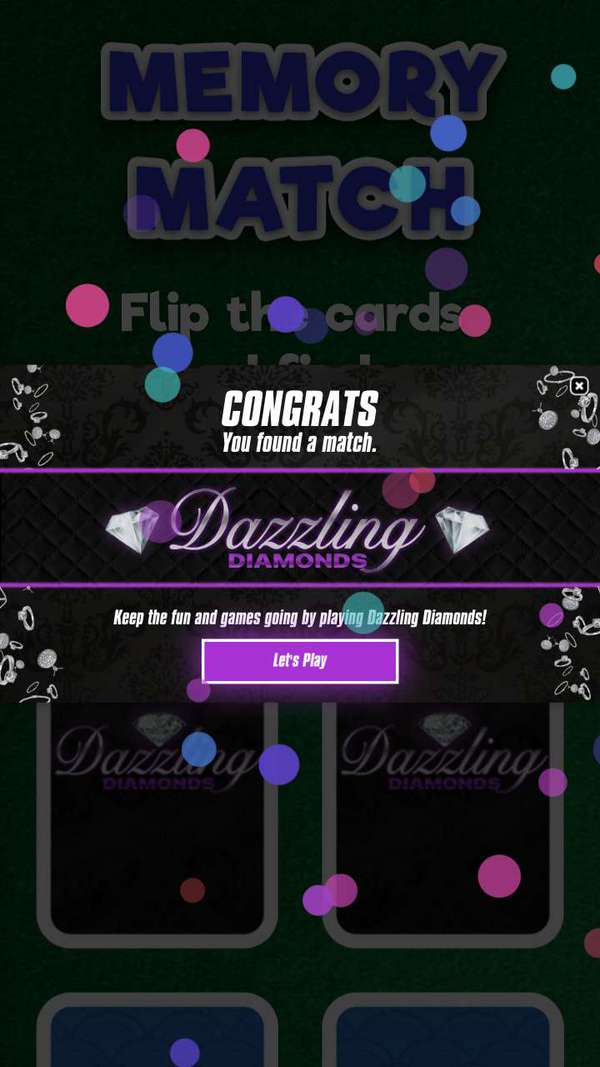 MEMORY
MATCH
Flip the cards
CONGRATS
You found a match.
Dazzling
DIAMONDS
Keep the fun and games going by playing Dazzling Diamonds!
Let's Play
Dazzling
DIAMONDS
Dazzling
DIAMONDS